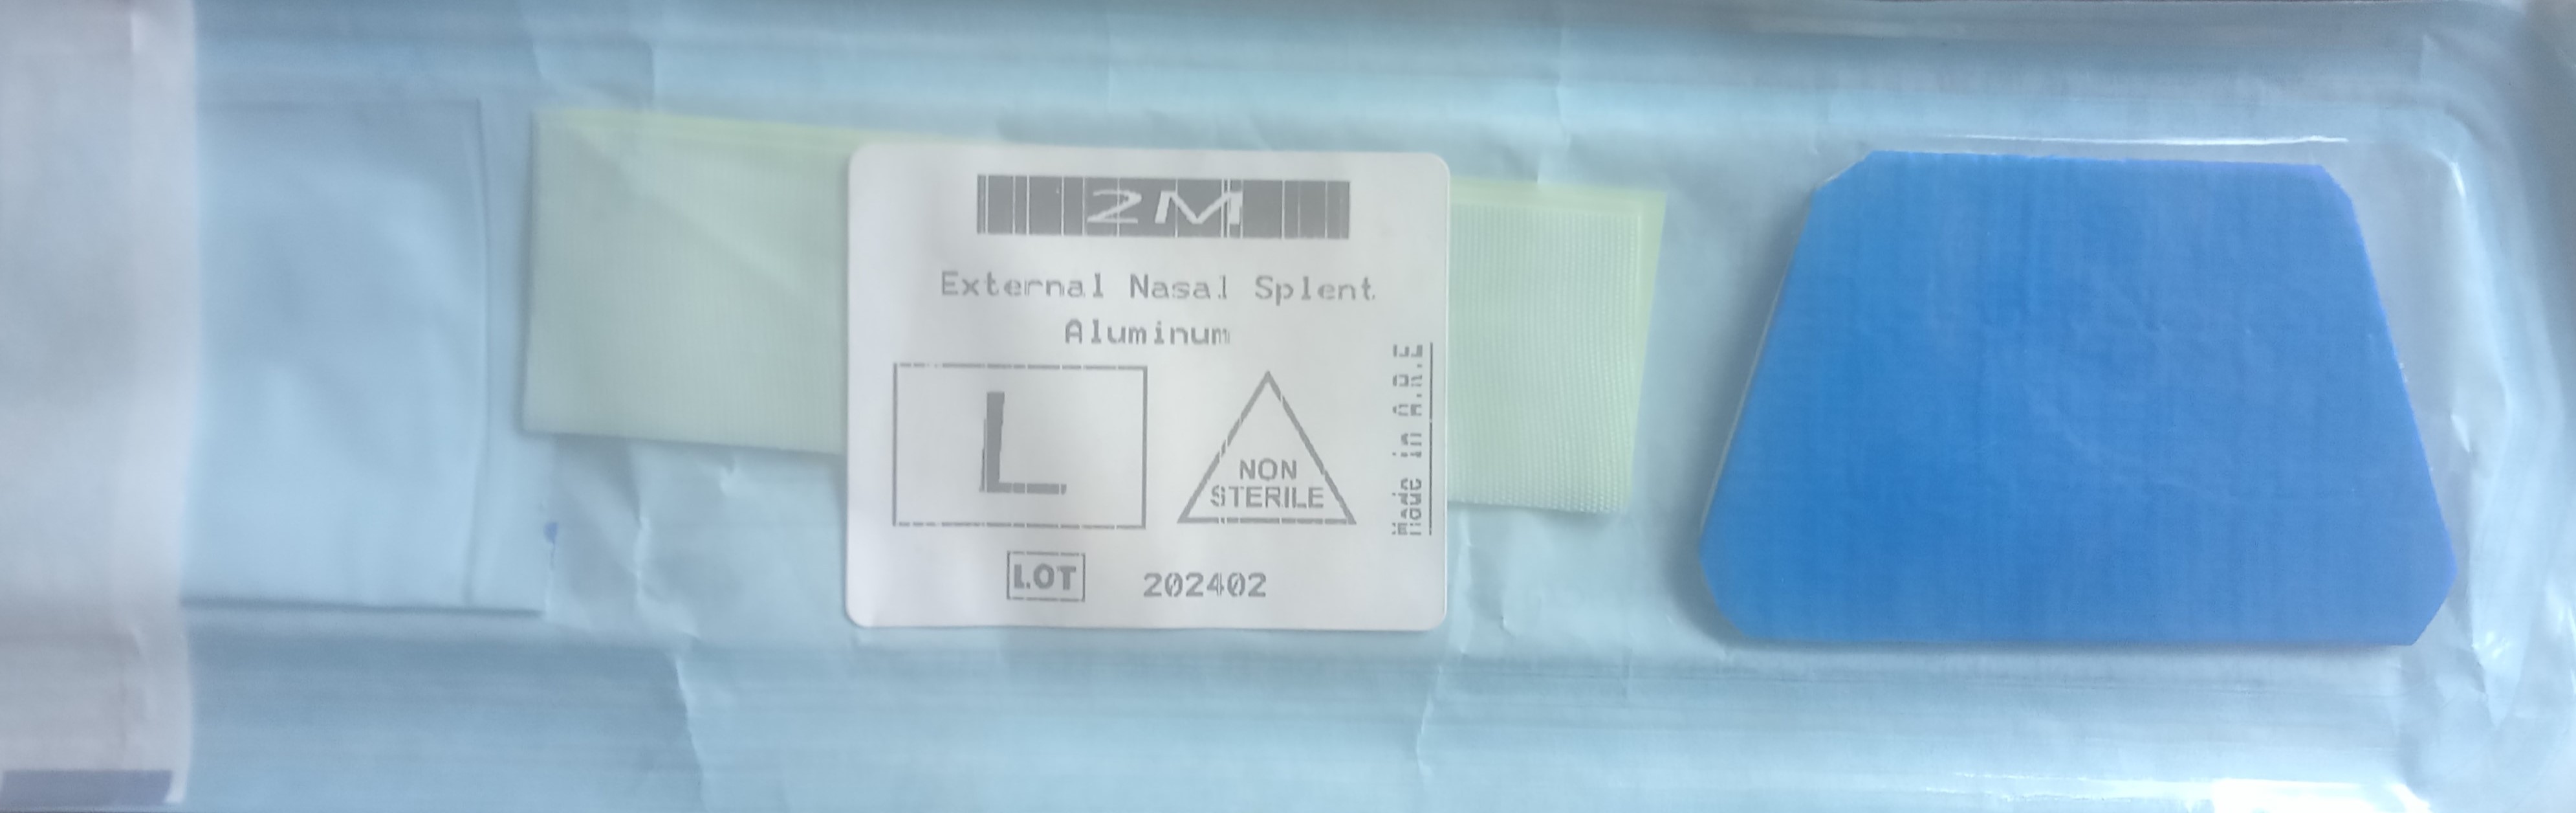 2M
External Nasal Splent
Aluminum
L
NON
STERILE
Made in A.R.E
LOT 202402